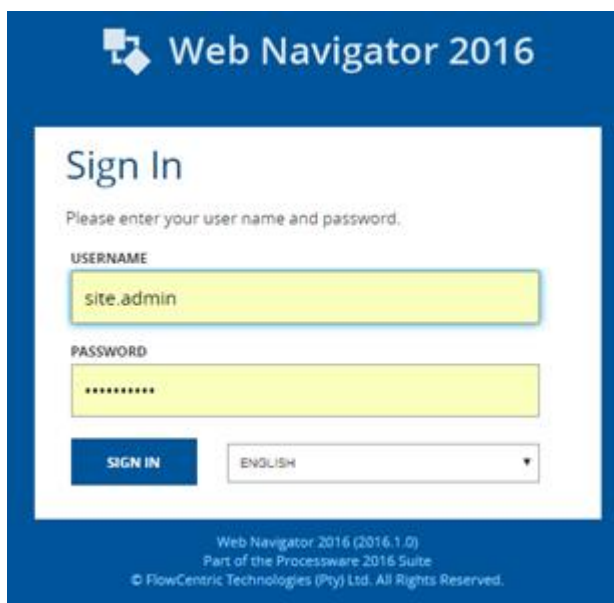 Web Navigator 2016
Sign In
Please enter your user name and password.
USERNAME
site.admin
PASSWORD
••••••••••
SIGN IN
ENGLISH
Web Navigator 2016 (2016.1.0)
Part of the Processware 2016 Suite
© FlowCentric Technologies (Pty) Ltd. All Rights Reserved.